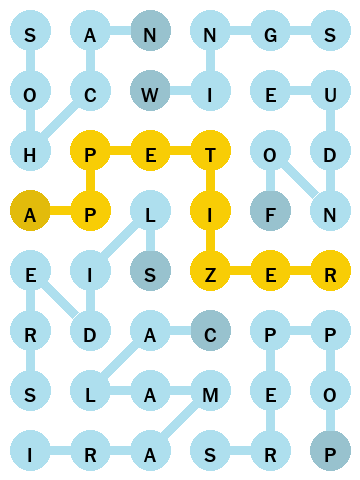 S A N N G S
O C W I E U
H P E T O D
A P L I F N
E I S Z E R
R D A C P P
S L A M E O
I R A S R P